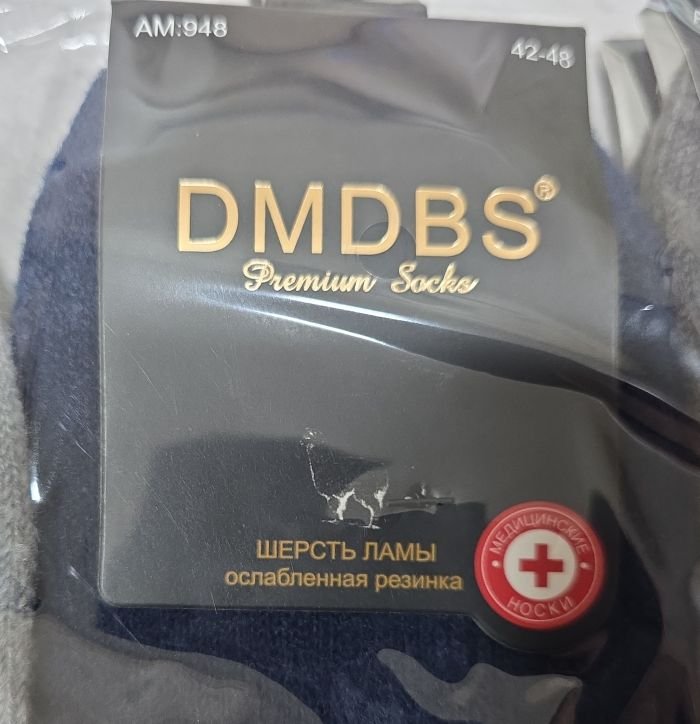 AM:948
42-48
DMDBS®
Premium Socks
ШЕРСТЬ ЛАМЫ
ослабленная резинка
МЕДИЦИНСКИЕ
НОСКИ